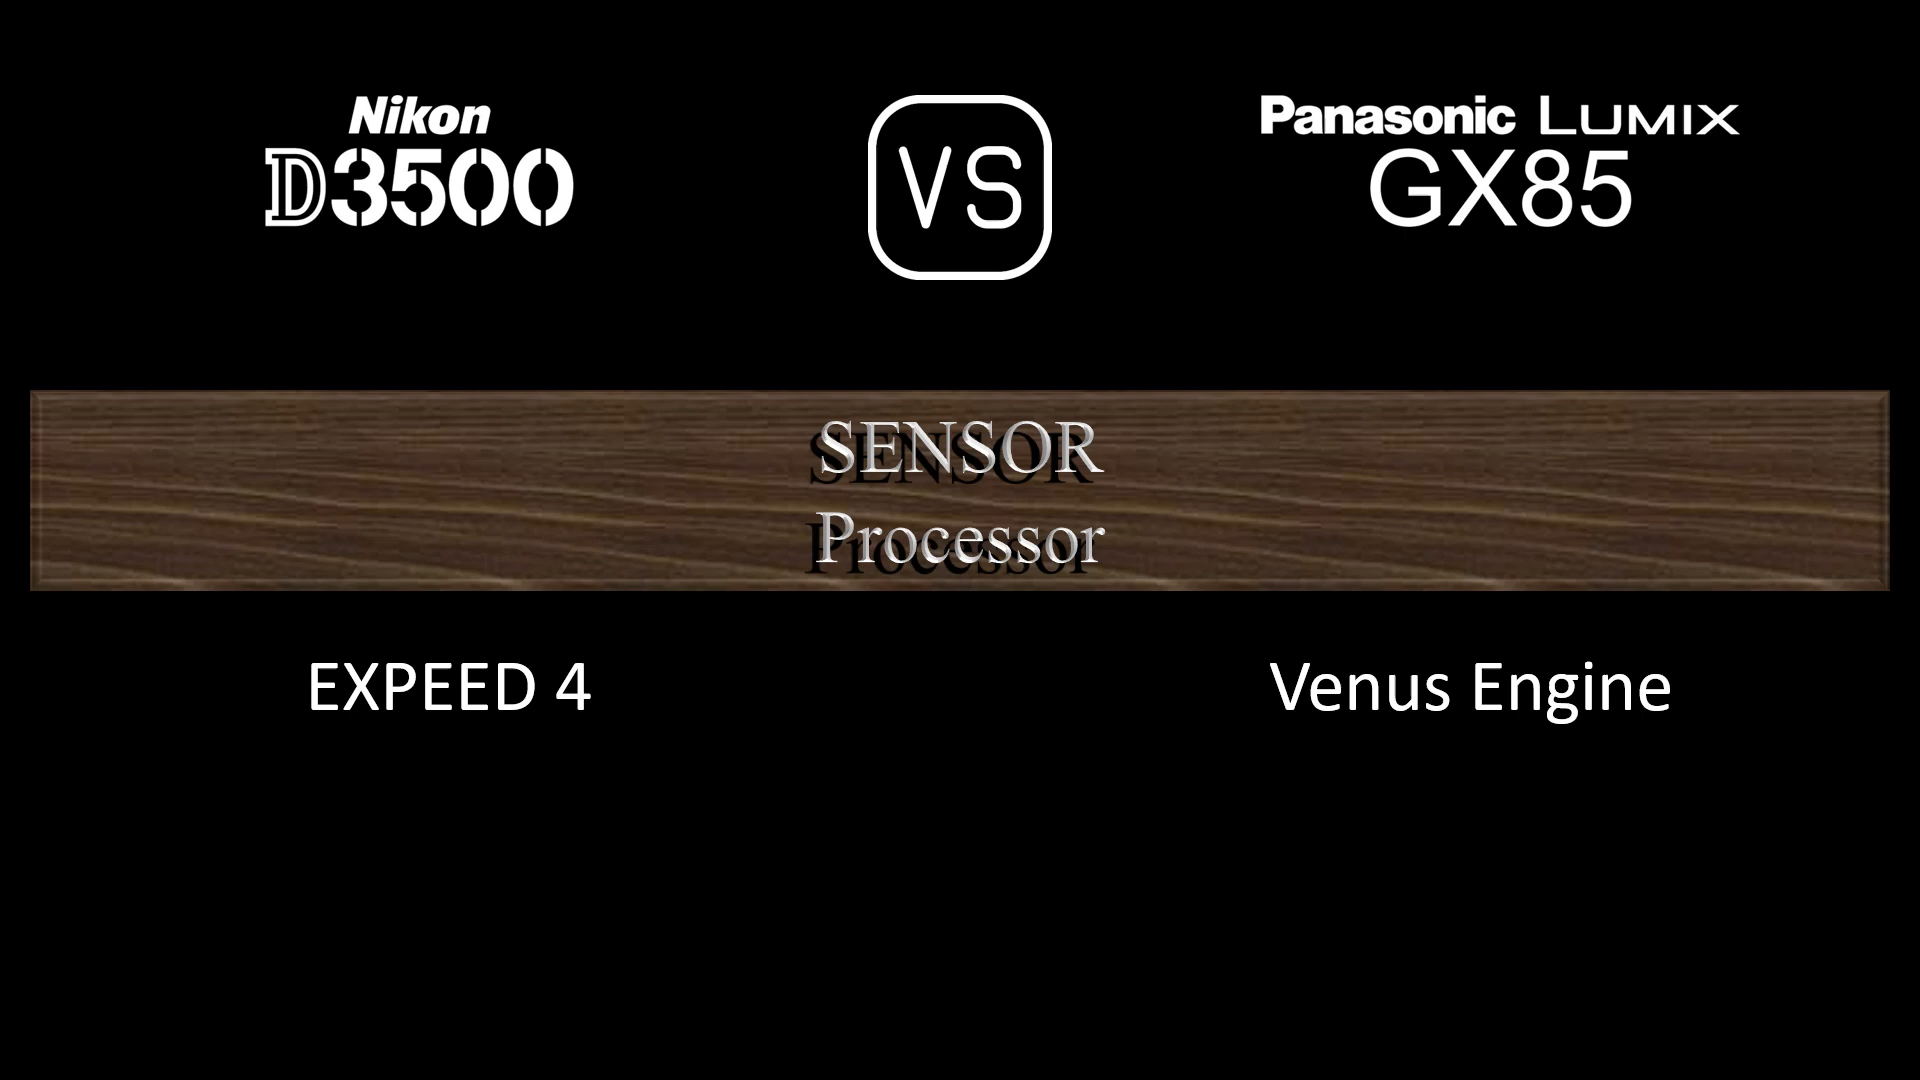 Nikon
D3500
VS
Panasonic LUMIX
GX85
SENSOR
Processor
EXPEED 4
Venus Engine